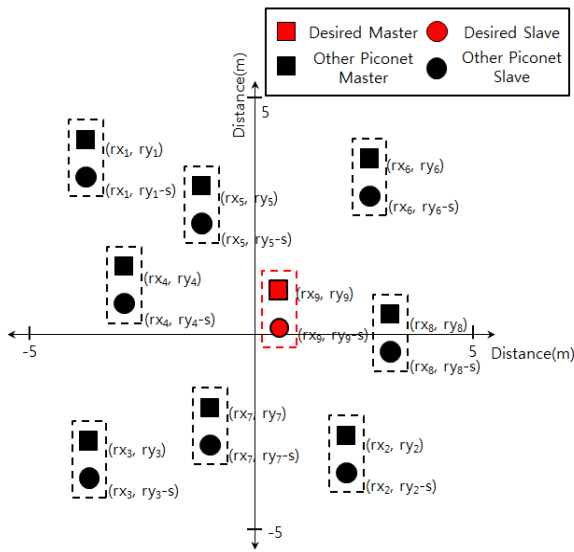 Desired Master
Desired Slave
Other Piconet
Master
Other Piconet
Slave
Distance(m)
5
(rx1, ry1)
(rx1, ry1-s)
(rx6, ry6)
(rx6, ry6-s)
(rx5, ry5)
(rx5, ry5-s)
(rx4, ry4)
(rx4, ry4-s)
(rx9, ry9)
(rx9, ry9-s)
(rx8, ry8)
(rx8, ry8-s)
-5
5
Distance(m)
(rx7, ry7)
(rx7, ry7-s)
(rx3, ry3)
(rx3, ry3-s)
(rx2, ry2)
(rx2, ry2-s)
-5